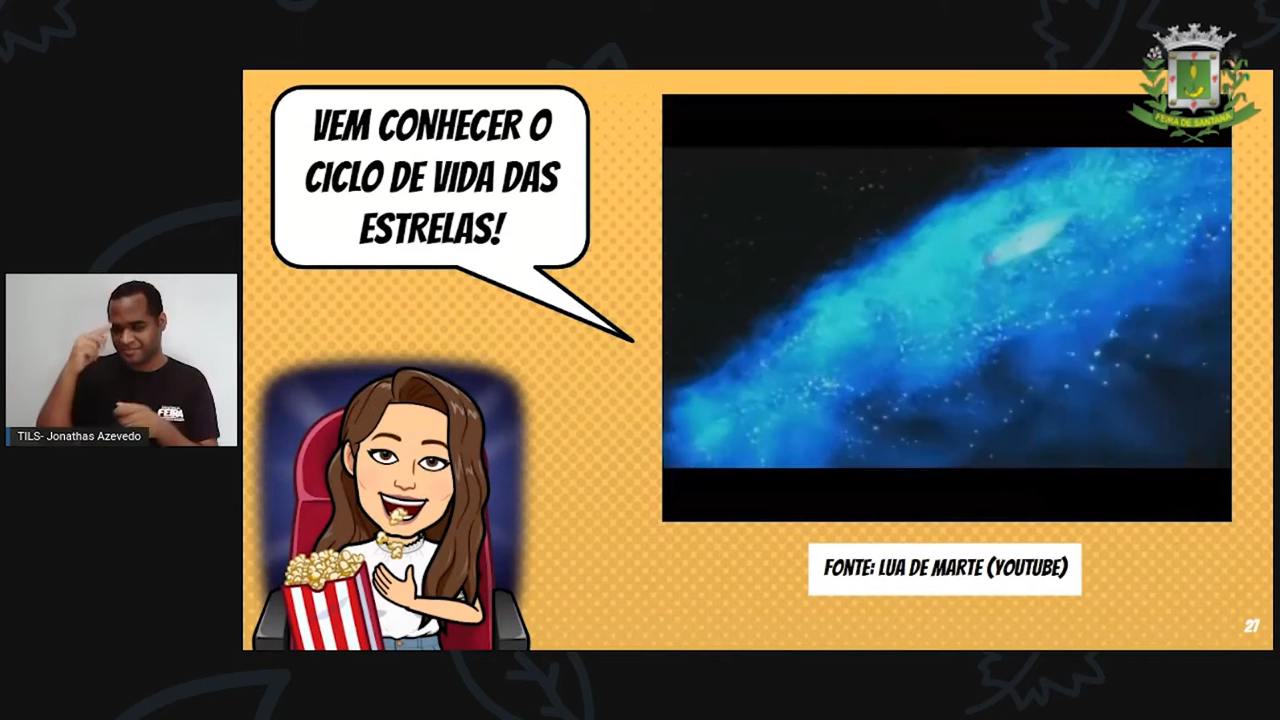 VEM CONHECER O
CICLO DE VIDA DAS
ESTRELAS!
FEIRA DE SANTANA
TILS- Jonathas Azevedo
FEIRA
FONTE: LUA DE MARTE (YOUTUBE)
21